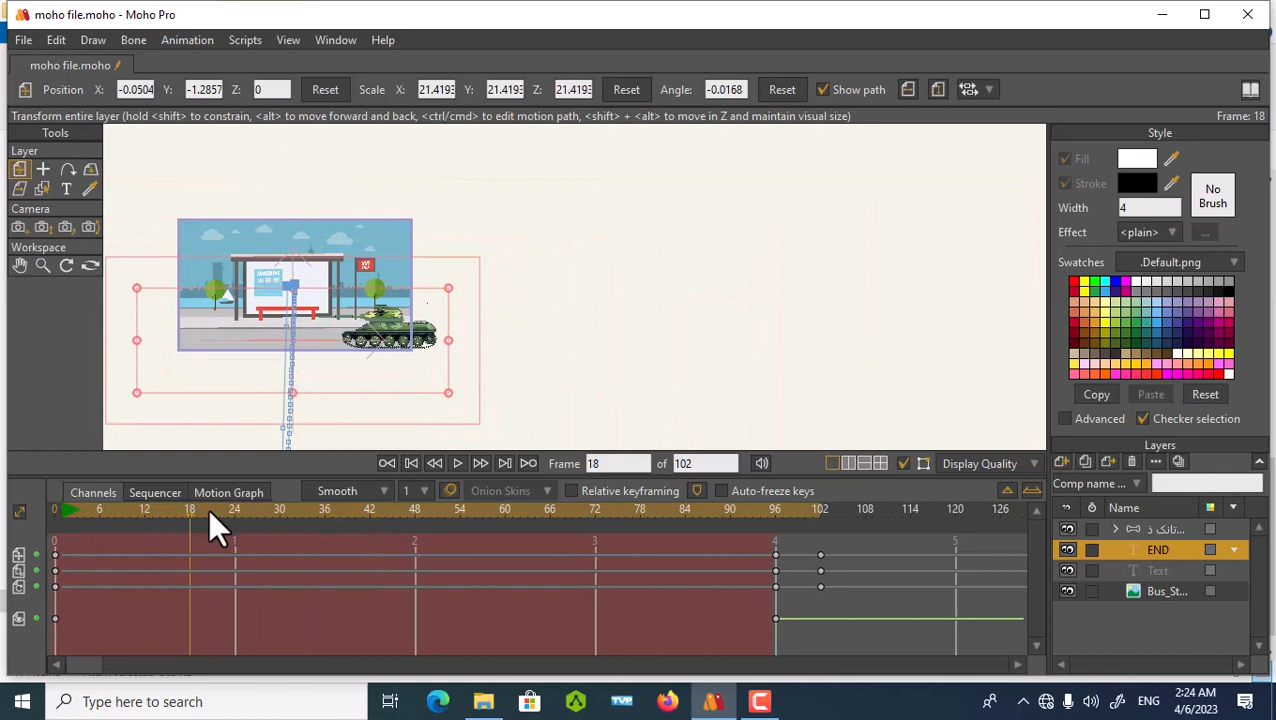 moho file.moho - Moho Pro
File Edit Draw Bone Animation Scripts View Window Help
moho file.moho
Position X: -0.0504 Y: -1.2857 Z: 0 Reset Scale X: 21.419 Y: 21.419 Z: 21.419 Reset Angle: -0.0168 Reset Show path
Transform entire layer (hold <shift> to constrain, <alt> to move forward and back, <ctrl/cmd> to edit motion path, <shift> + <alt> to move in Z and maintain visual size) Frame: 18
Tools
Layer
T
Camera
Workspace
Style
Fill
Stroke
No Brush
Width 4
Effect <plain> ...
Swatches .Default.png
Copy Paste Reset
Advanced Checker selection
Frame 18 of 102 Display Quality
Channels Sequencer Motion Graph Smooth 1 Onion Skins Relative keyframing Auto-freeze keys
0 6 12 18 24 30 36 42 48 54 60 66 72 78 84 90 96 102 108 114 120 126
0 1 2 3 4 5
Layers
Comp name ...
Name
تانک ذ
T END
T Text
Bus_St...
Type here to search
TVP
ENG
2:24 AM
4/6/2023